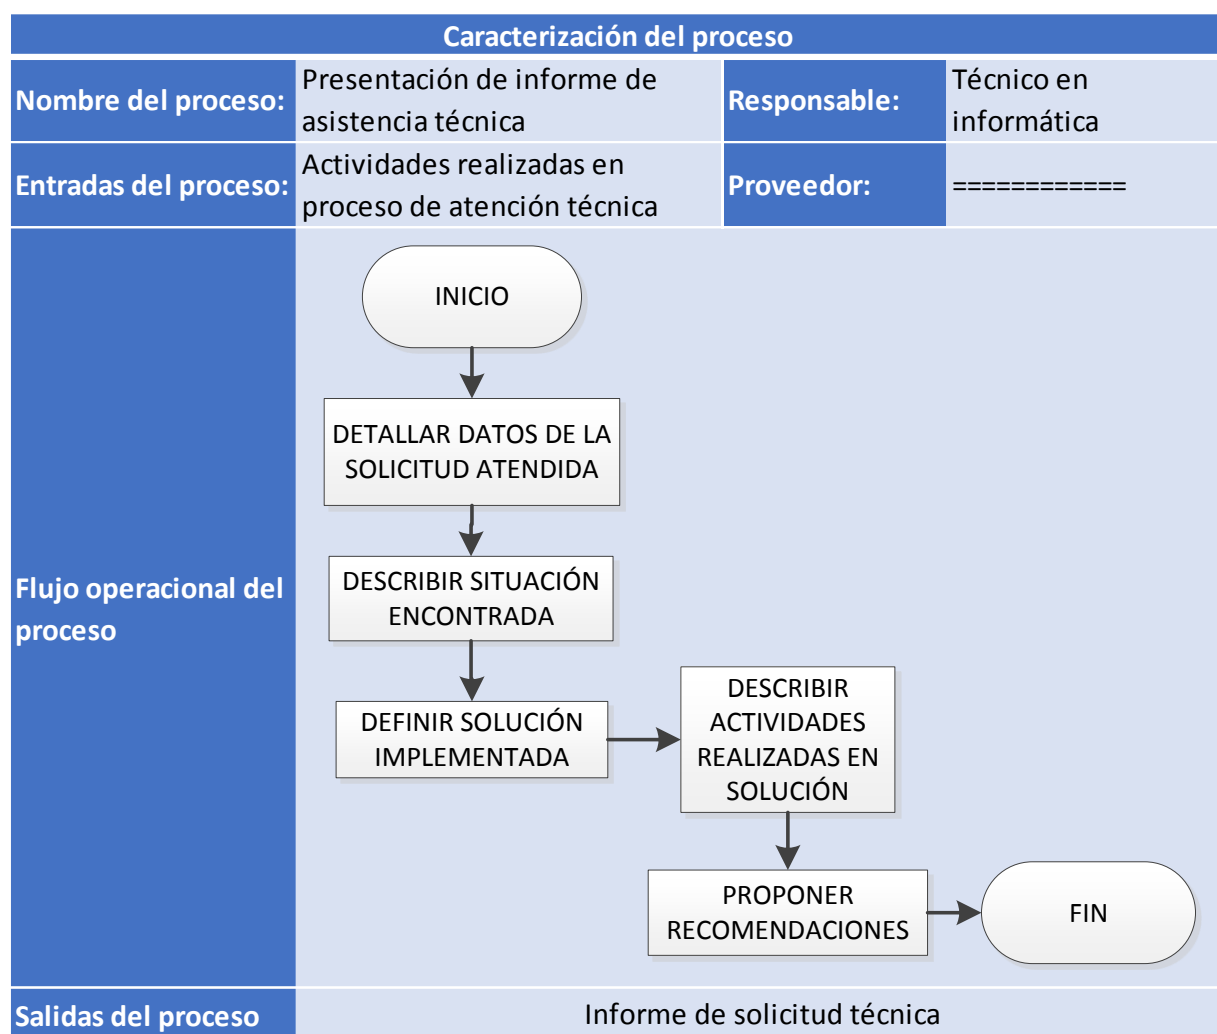 Caracterización del proceso
Nombre del proceso:
Presentación de informe de
asistencia técnica
Responsable:
Técnico en
informática
Entradas del proceso:
Actividades realizadas en
proceso de atención técnica
Proveedor:
============
Flujo operacional del
proceso
INICIO
DETALLAR DATOS DE LA
SOLICITUD ATENDIDA
DESCRIBIR SITUACIÓN
ENCONTRADA
DEFINIR SOLUCIÓN
IMPLEMENTADA
DESCRIBIR
ACTIVIDADES
REALIZADAS EN
SOLUCIÓN
PROPONER
RECOMENDACIONES
FIN
Salidas del proceso
Informe de solicitud técnica